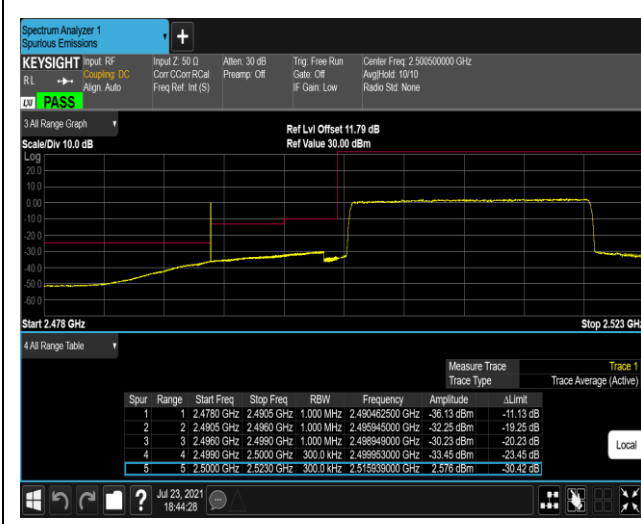 Spectrum Analyzer 1
Spurious Emissions
+
KEYSIGHT Input: RF Input Z: 50 Ω Atten: 30 dB Trig: Free Run Center Freq: 2.500500000 GHz
RL Coupling: DC Corr CCorr RCal Preamp: Off Gate: Off Avg|Hold: 10/10
Align: Auto Freq Ref: Int (S) IF Gain: Low Radio Std: None
PASS
3 All Range Graph
Ref Lvl Offset 11.79 dB
Scale/Div 10.0 dB Ref Value 30.00 dBm
Log
20.0
10.0
0.00
-10.0
-20.0
-30.0
-40.0
-50.0
-60.0
Start 2.478 GHz Stop 2.523 GHz
4 All Range Table
Measure Trace Trace 1
Trace Type Trace Average (Active)
Spur Range Start Freq Stop Freq RBW Frequency Amplitude ΔLimit
1 1 2.4780 GHz 2.4905 GHz 1.000 MHz 2.490462500 GHz -36.13 dBm -11.13 dB
2 2 2.4905 GHz 2.4960 GHz 1.000 MHz 2.495945000 GHz -32.25 dBm -19.25 dB
3 3 2.4960 GHz 2.4990 GHz 1.000 MHz 2.498949000 GHz -30.23 dBm -20.23 dB
4 4 2.4990 GHz 2.5000 GHz 300.0 kHz 2.499953000 GHz -33.45 dBm -23.45 dB
5 5 2.5000 GHz 2.5230 GHz 300.0 kHz 2.515939000 GHz 2.576 dBm -30.42 dB
Local
? Jul 23, 2021
18:44:28